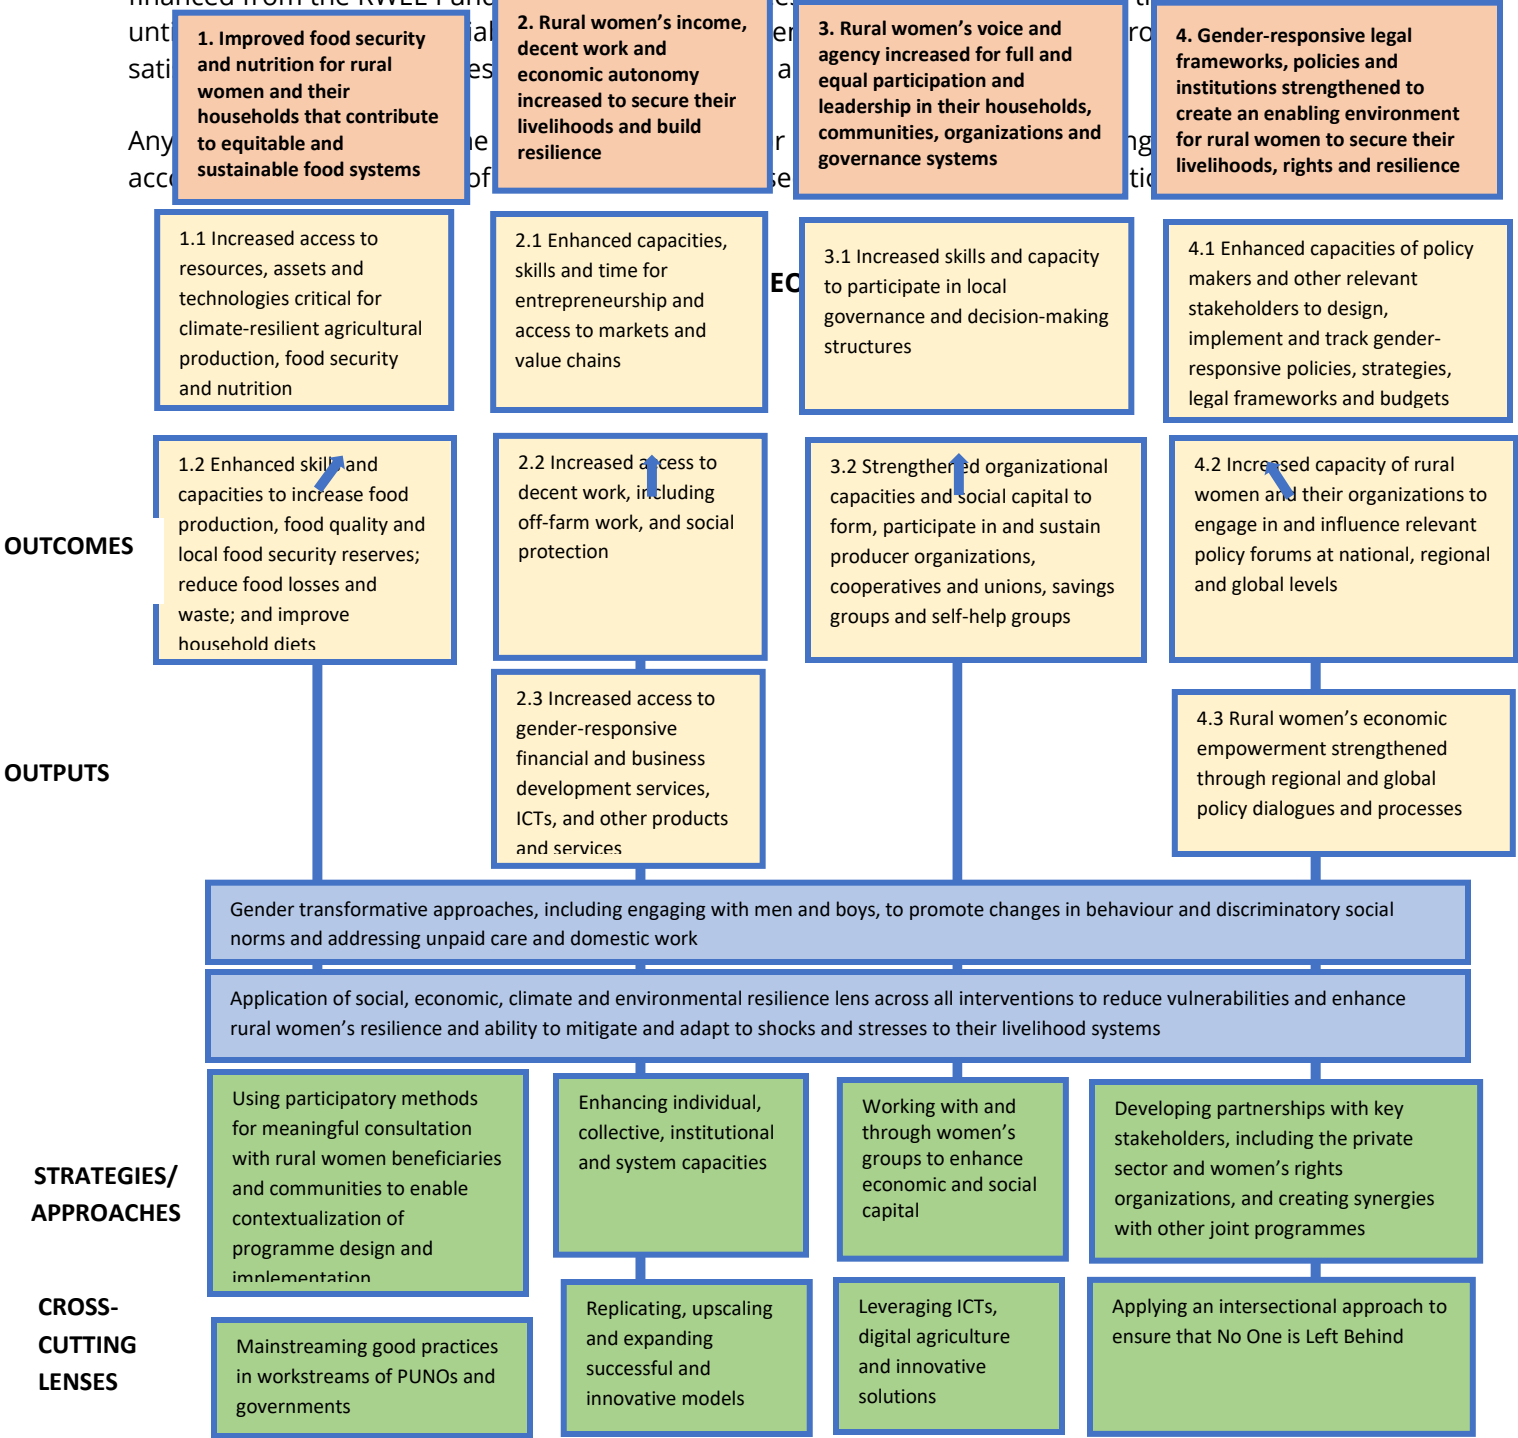 1. Improved food security
and nutrition for rural
women and their
households that contribute
to equitable and
sustainable food systems
2. Rural women’s income,
decent work and
economic autonomy
increased to secure their
livelihoods and build
resilience
3. Rural women’s voice and
agency increased for full and
equal participation and
leadership in their households,
communities, organizations and
governance systems
4. Gender-responsive legal
frameworks, policies and
institutions strengthened to
create an enabling environment
for rural women to secure their
livelihoods, rights and resilience
Any
1.1 Increased access to
resources, assets and
technologies critical for
climate-resilient agricultural
production, food security
and nutrition
2.1 Enhanced capacities,
skills and time for
entrepreneurship and
access to markets and
value chains
3.1 Increased skills and capacity
to participate in local
governance and decision-making
structures
4.1 Enhanced capacities of policy
makers and other relevant
stakeholders to design,
implement and track gender-
responsive policies, strategies,
legal frameworks and budgets
OUTCOMES
1.2 Enhanced skills and
capacities to increase food
production, food quality and
local food security reserves;
reduce food losses and
waste; and improve
household diets
2.2 Increased access to
decent work, including
off-farm work, and social
protection
3.2 Strengthened organizational
capacities and social capital to
form, participate in and sustain
producer organizations,
cooperatives and unions, savings
groups and self-help groups
4.2 Increased capacity of rural
women and their organizations to
engage in and influence relevant
policy forums at national, regional
and global levels
OUTPUTS
2.3 Increased access to
gender-responsive
financial and business
development services,
ICTs, and other products
and services
4.3 Rural women’s economic
empowerment strengthened
through regional and global
policy dialogues and processes
Gender transformative approaches, including engaging with men and boys, to promote changes in behaviour and discriminatory social
norms and addressing unpaid care and domestic work
Application of social, economic, climate and environmental resilience lens across all interventions to reduce vulnerabilities and enhance
rural women’s resilience and ability to mitigate and adapt to shocks and stresses to their livelihood systems
STRATEGIES/
APPROACHES
Using participatory methods
for meaningful consultation
with rural women beneficiaries
and communities to enable
contextualization of
programme design and
implementation
Enhancing individual,
collective, institutional
and system capacities
Working with and
through women’s
groups to enhance
economic and social
capital
Developing partnerships with key
stakeholders, including the private
sector and women’s rights
organizations, and creating synergies
with other joint programmes
CROSS-
CUTTING
LENSES
Mainstreaming good practices
in workstreams of PUNOs and
governments
Replicating, upscaling
and expanding
successful and
innovative models
Leveraging ICTs,
digital agriculture
and innovative
solutions
Applying an intersectional approach to
ensure that No One is Left Behind